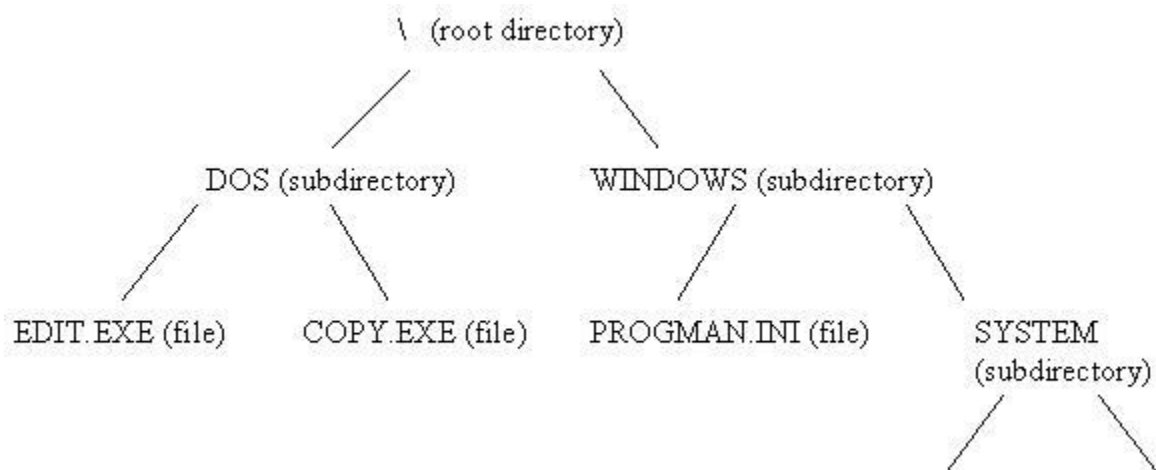 \ (root directory)
DOS (subdirectory)
WINDOWS (subdirectory)
EDIT.EXE (file)
COPY.EXE (file)
PROGMAN.INI (file)
SYSTEM
(subdirectory)